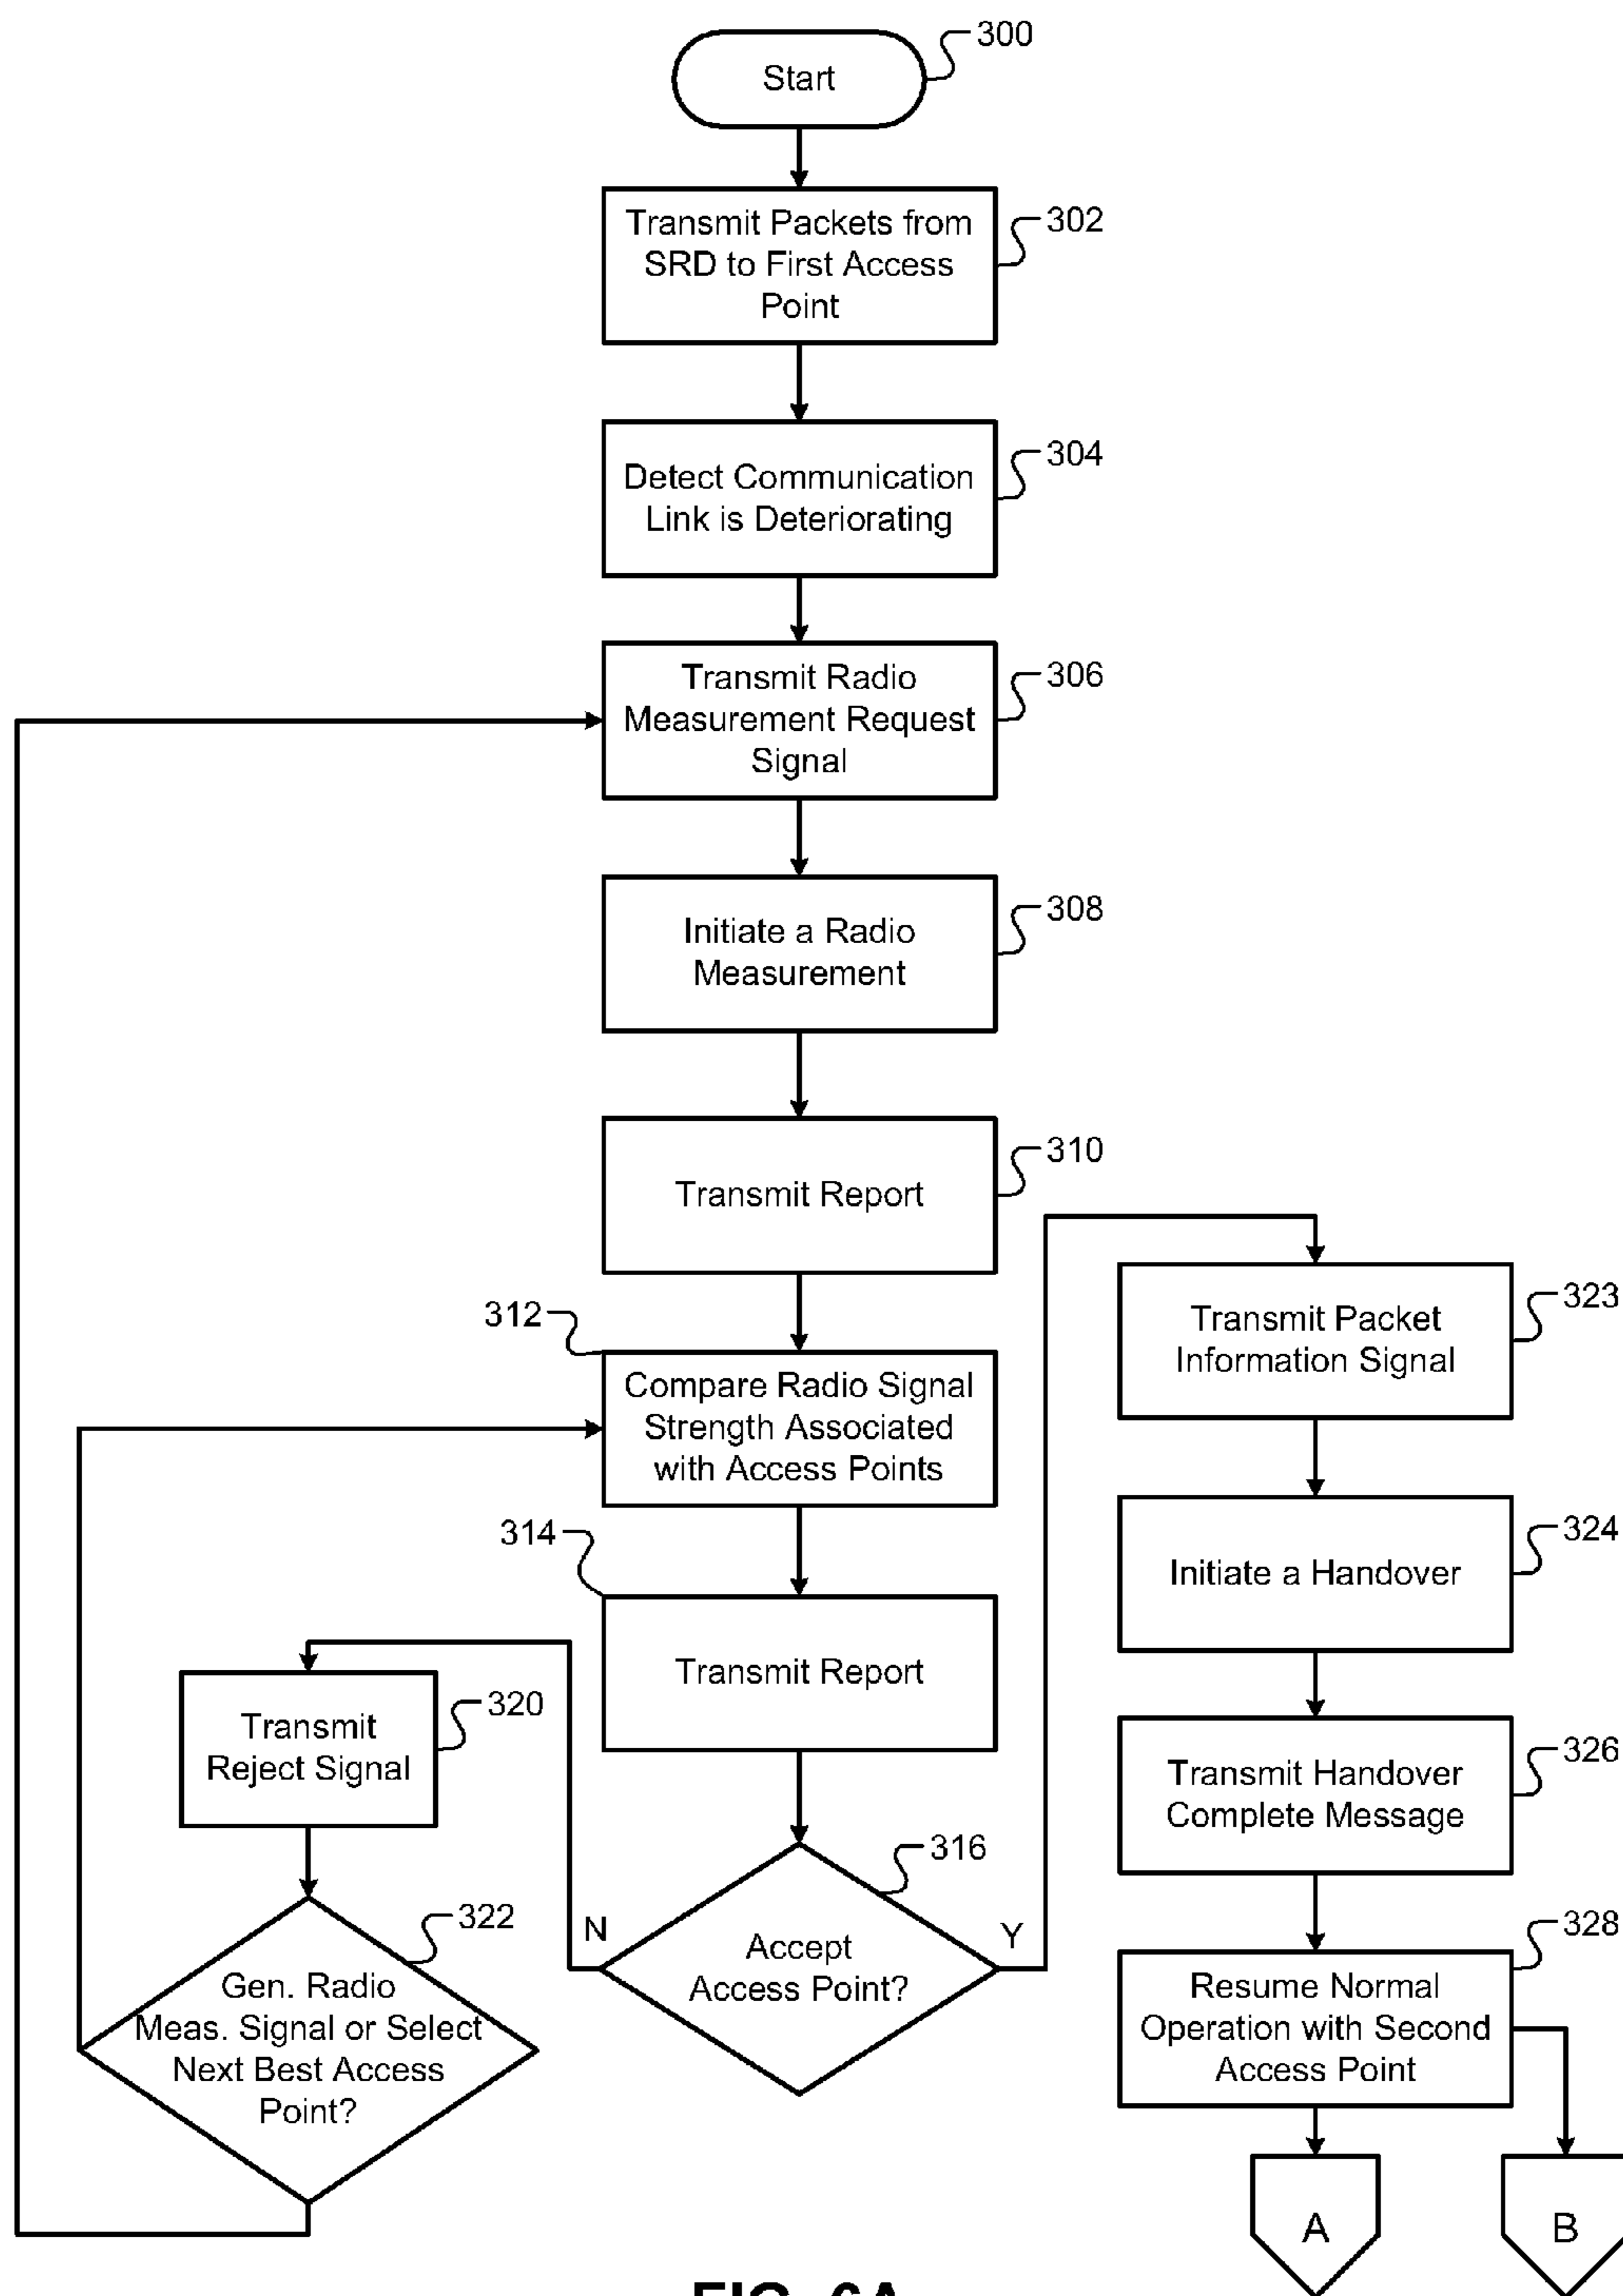 Start
300
Transmit Packets from
SRD to First Access
Point
302
Detect Communication
Link is Deteriorating
304
Transmit Radio
Measurement Request
Signal
306
Initiate a Radio
Measurement
308
Transmit Report
310
312
Compare Radio Signal
Strength Associated
with Access Points
314
Transmit Report
316
Accept
Access Point?
N
Y
Transmit
Reject Signal
320
322
Gen. Radio
Meas. Signal or Select
Next Best Access
Point?
Transmit Packet
Information Signal
323
Initiate a Handover
324
Transmit Handover
Complete Message
326
Resume Normal
Operation with Second
Access Point
328
A
B
FIG. 6A